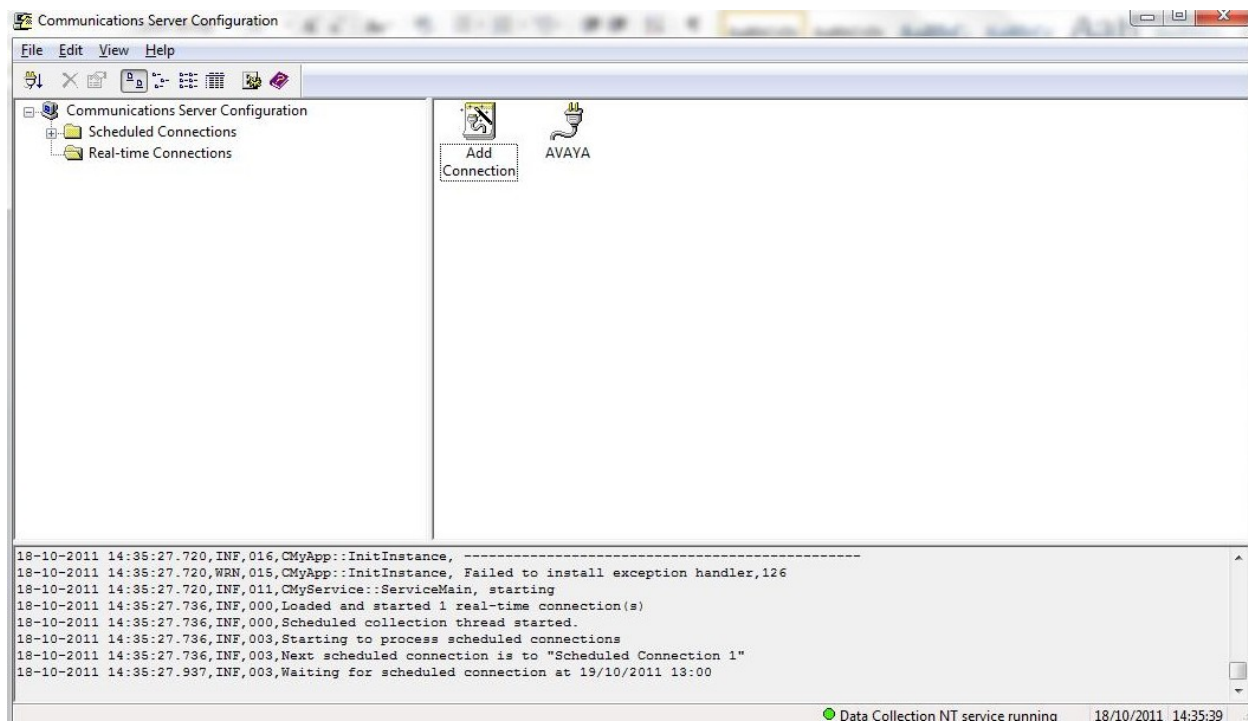 Communications Server Configuration
File Edit View Help
Communications Server Configuration
Scheduled Connections
Real-time Connections
Add
Connection
AVAYA
18-10-2011 14:35:27.720,INF,016,CMyApp::InitInstance, ------------------------------------------------
18-10-2011 14:35:27.720,WRN,015,CMyApp::InitInstance, Failed to install exception handler,126
18-10-2011 14:35:27.720,INF,011,CMyService::ServiceMain, starting
18-10-2011 14:35:27.736,INF,000,Loaded and started 1 real-time connection(s)
18-10-2011 14:35:27.736,INF,000,Scheduled collection thread started.
18-10-2011 14:35:27.736,INF,003,Starting to process scheduled connections
18-10-2011 14:35:27.736,INF,003,Next scheduled connection is to "Scheduled Connection 1"
18-10-2011 14:35:27.937,INF,003,Waiting for scheduled connection at 19/10/2011 13:00
Data Collection NT service running 18/10/2011 14:35:39